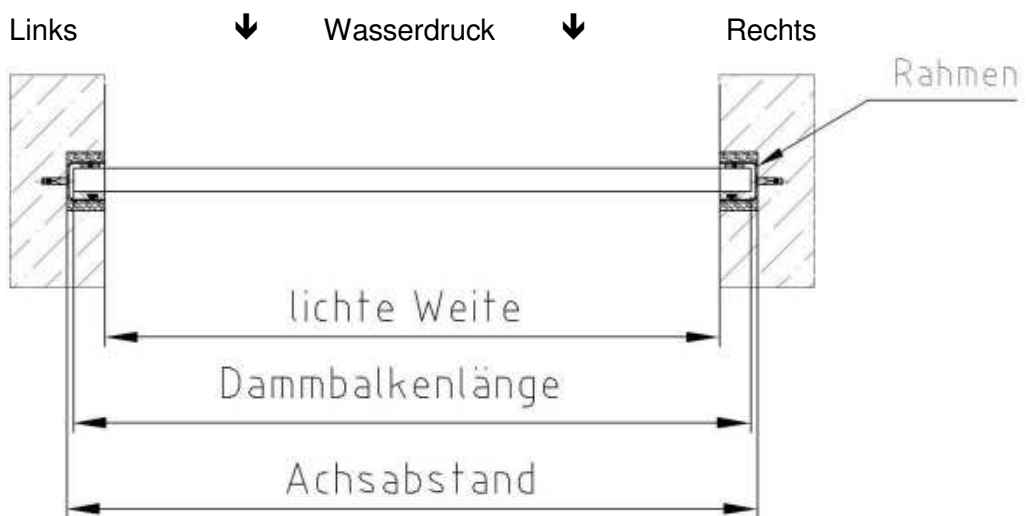 Links 🡫 Wasserdruck 🡫 Rechts
Rahmen
lichte Weite
Dammbalkenlänge
Achsabstand